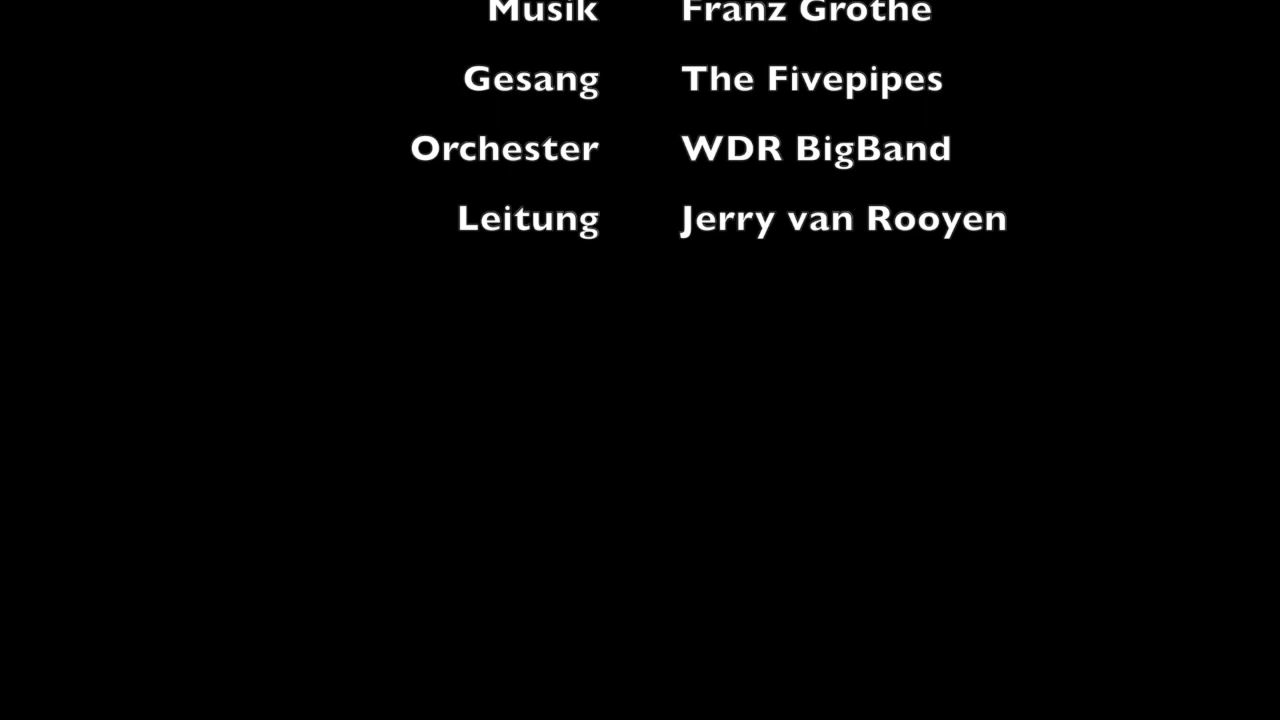 Musik Franz Grothe
Gesang The Fivepipes
Orchester WDR BigBand
Leitung Jerry van Rooyen